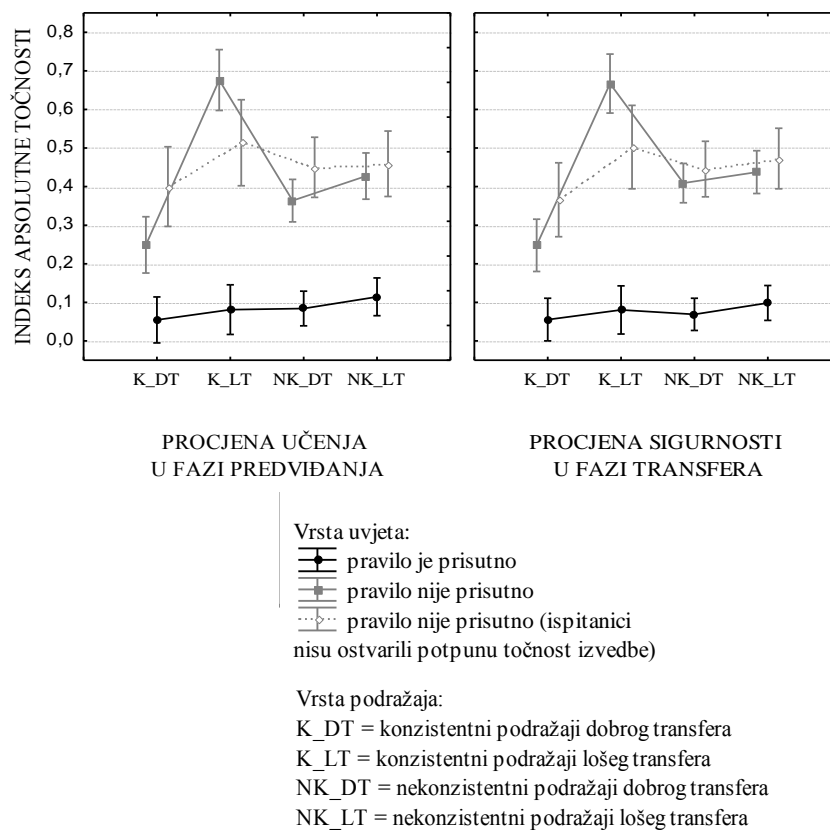 INDEKS APSOLUTNE TOČNOSTI
0,8
0,7
0,6
0,5
0,4
0,3
0,2
0,1
0,0
K_DT K_LT NK_DT NK_LT
K_DT K_LT NK_DT NK_LT
PROCJENA UČENJA
U FAZI PREDVIĐANJA
PROCJENA SIGURNOSTI
U FAZI TRANSFERA
Vrsta uvjeta:
pravilo je prisutno
pravilo nije prisutno
pravilo nije prisutno (ispitanici
nisu ostvarili potpunu točnost izvedbe)
Vrsta podražaja:
K_DT = konzistentni podražaji dobrog transfera
K_LT = konzistentni podražaji lošeg transfera
NK_DT = nekonzistentni podražaji dobrog transfera
NK_LT = nekonzistentni podražaji lošeg transfera